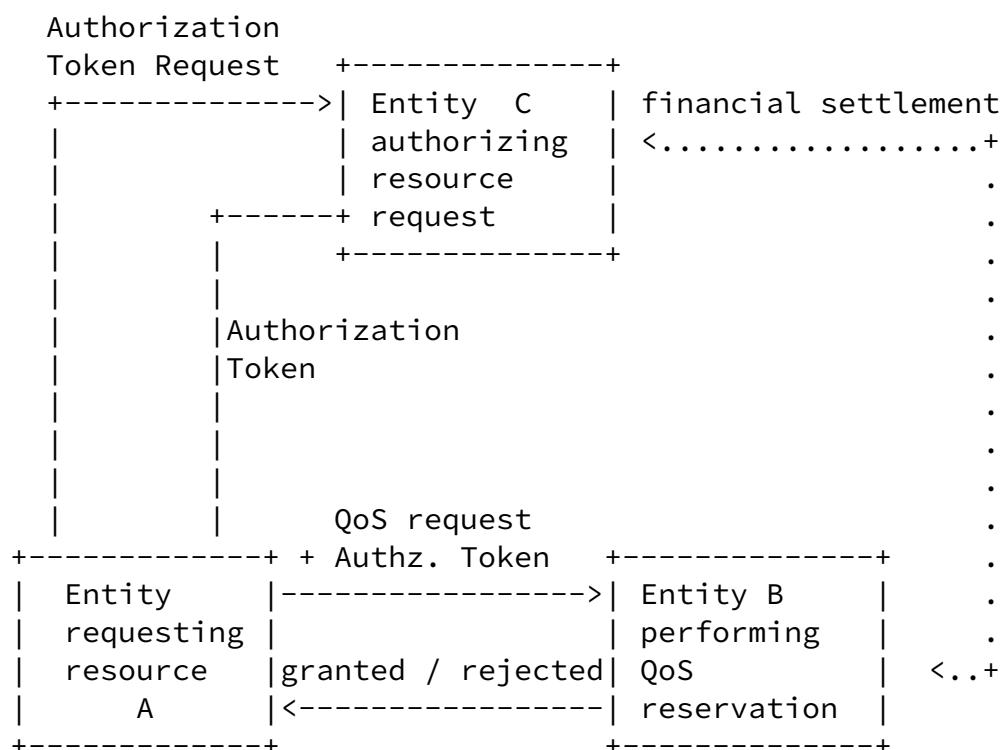 Authorization
Token Request
Entity  C
financial settlement
authorizing
resource
request
Authorization
Token
QoS request
+ Authz. Token
Entity
Entity B
requesting
performing
resource
granted / rejected
QoS
A
reservation